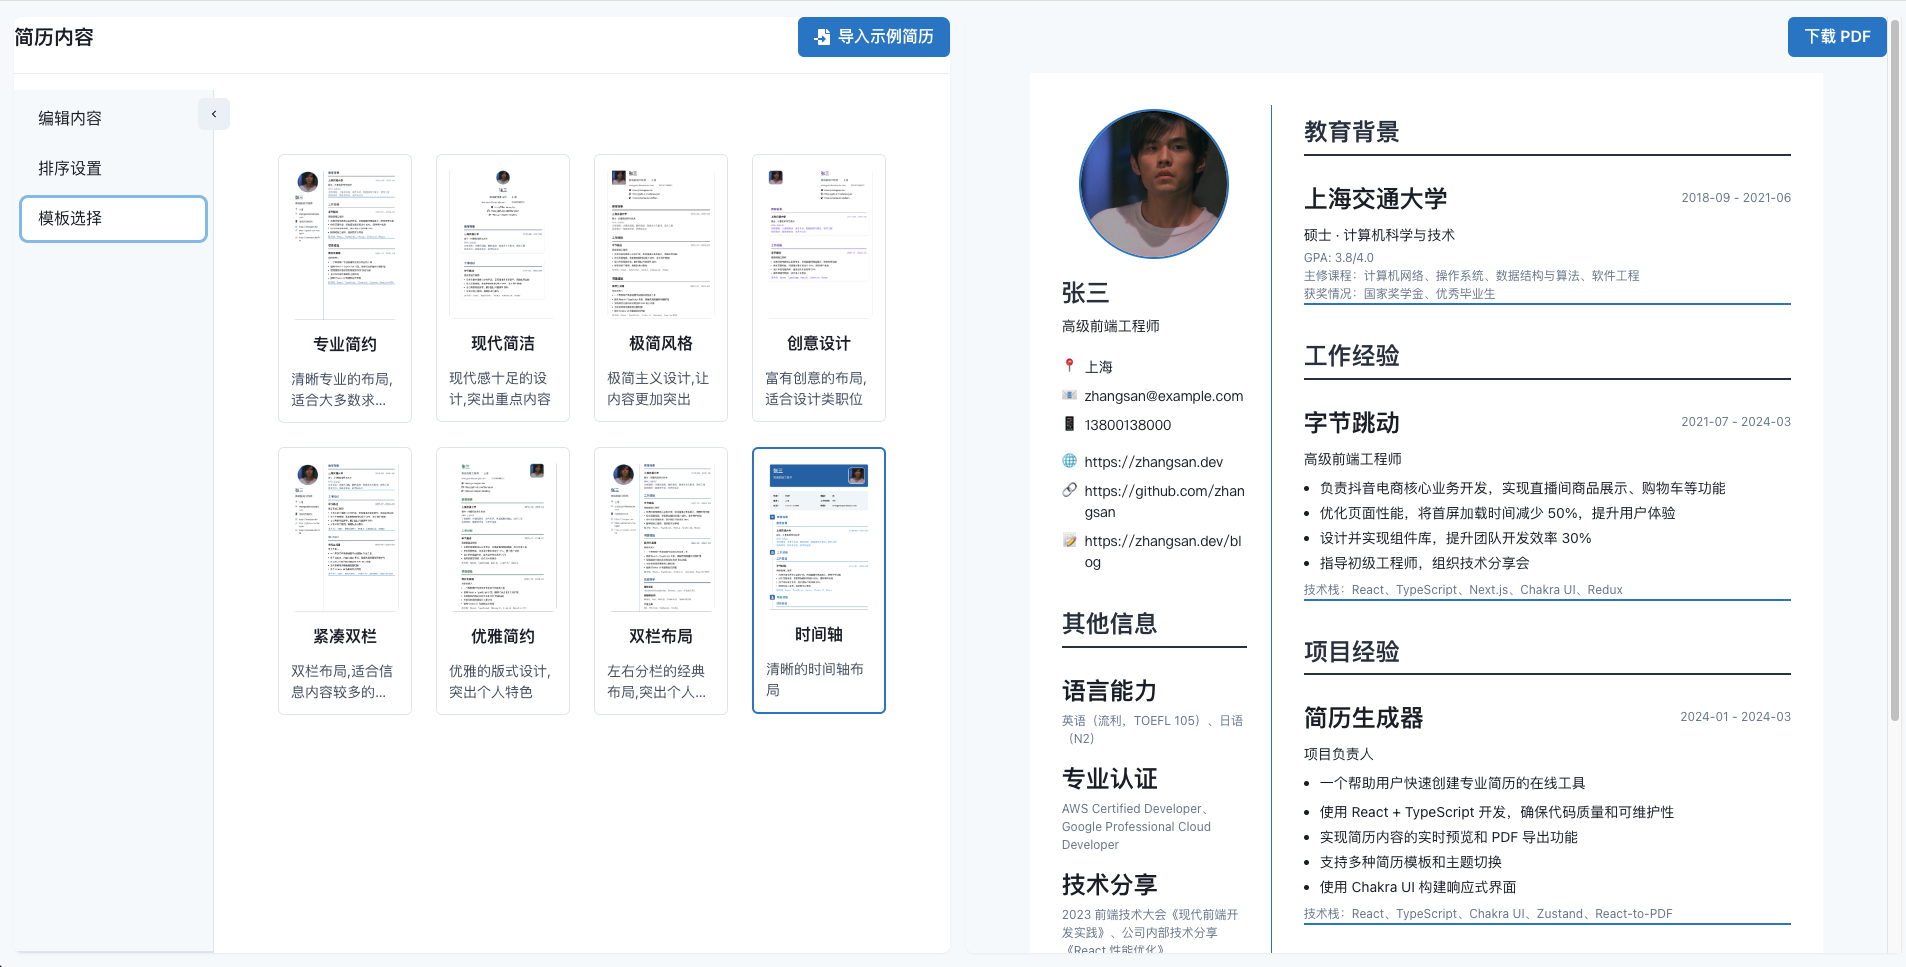 简历内容
导入示例简历
下载 PDF
编辑内容
排序设置
模板选择
专业简约
清晰专业的布局,
适合大多数求...
现代简洁
现代感十足的设
计,突出重点内容
极简风格
极简主义设计,让
内容更加突出
创意设计
富有创意的布局,
适合设计类职位
紧凑双栏
双栏布局,适合信
息内容较多的...
优雅简约
优雅的版式设计,
突出个人特色
双栏布局
左右分栏的经典
布局,突出个人...
时间轴
清晰的时间轴布
局
张三
高级前端工程师
上海
zhangsan@example.com
13800138000
https://zhangsan.dev
https://github.com/zhan
gsan
https://zhangsan.dev/bl
og
其他信息
语言能力
英语（流利，TOEFL 105）、日语
（N2）
专业认证
AWS Certified Developer、
Google Professional Cloud
Developer
技术分享
2023 前端技术大会《现代前端开
发实践》、公司内部技术分享
《React 性能优化》
教育背景
上海交通大学
2018-09 - 2021-06
硕士 · 计算机科学与技术
GPA: 3.8/4.0
主修课程：计算机网络、操作系统、数据结构与算法、软件工程
获奖情况：国家奖学金、优秀毕业生
工作经验
字节跳动
2021-07 - 2024-03
高级前端工程师
• 负责抖音电商核心业务开发，实现直播间商品展示、购物车等功能
• 优化页面性能，将首屏加载时间减少 50%，提升用户体验
• 设计并实现组件库，提升团队开发效率 30%
• 指导初级工程师，组织技术分享会
技术栈：React、TypeScript、Next.js、Chakra UI、Redux
项目经验
简历生成器
2024-01 - 2024-03
项目负责人
• 一个帮助用户快速创建专业简历的在线工具
• 使用 React + TypeScript 开发，确保代码质量和可维护性
• 实现简历内容的实时预览和 PDF 导出功能
• 支持多种简历模板和主题切换
• 使用 Chakra UI 构建响应式界面
技术栈：React、TypeScript、Chakra UI、Zustand、React-to-PDF